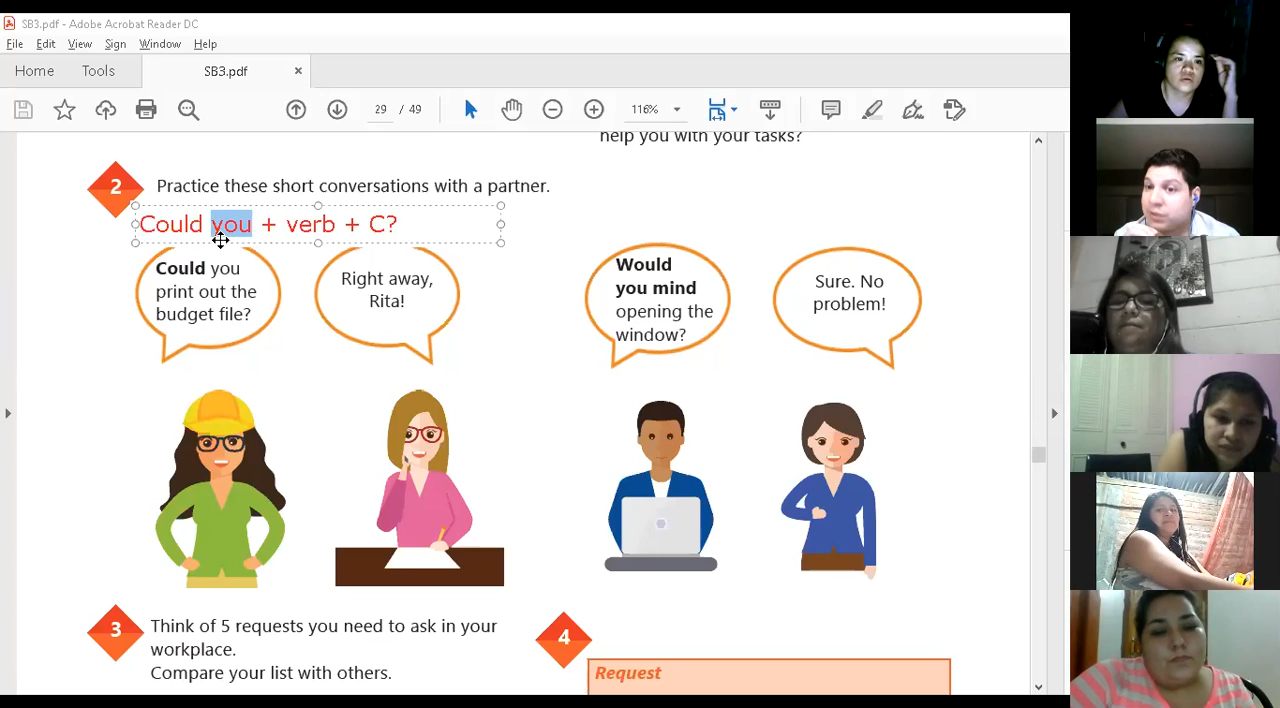 SB3.pdf - Adobe Acrobat Reader DC
File Edit View Sign Window Help
Home Tools SB3.pdf ×
29 / 49 116%
help you with your tasks?
2 Practice these short conversations with a partner.
Could you + verb + C?
Could you
print out the
budget file?
Right away,
Rita!
Would
you mind
opening the
window?
Sure. No
problem!
3 Think of 5 requests you need to ask in your
workplace.
Compare your list with others.
4
Request